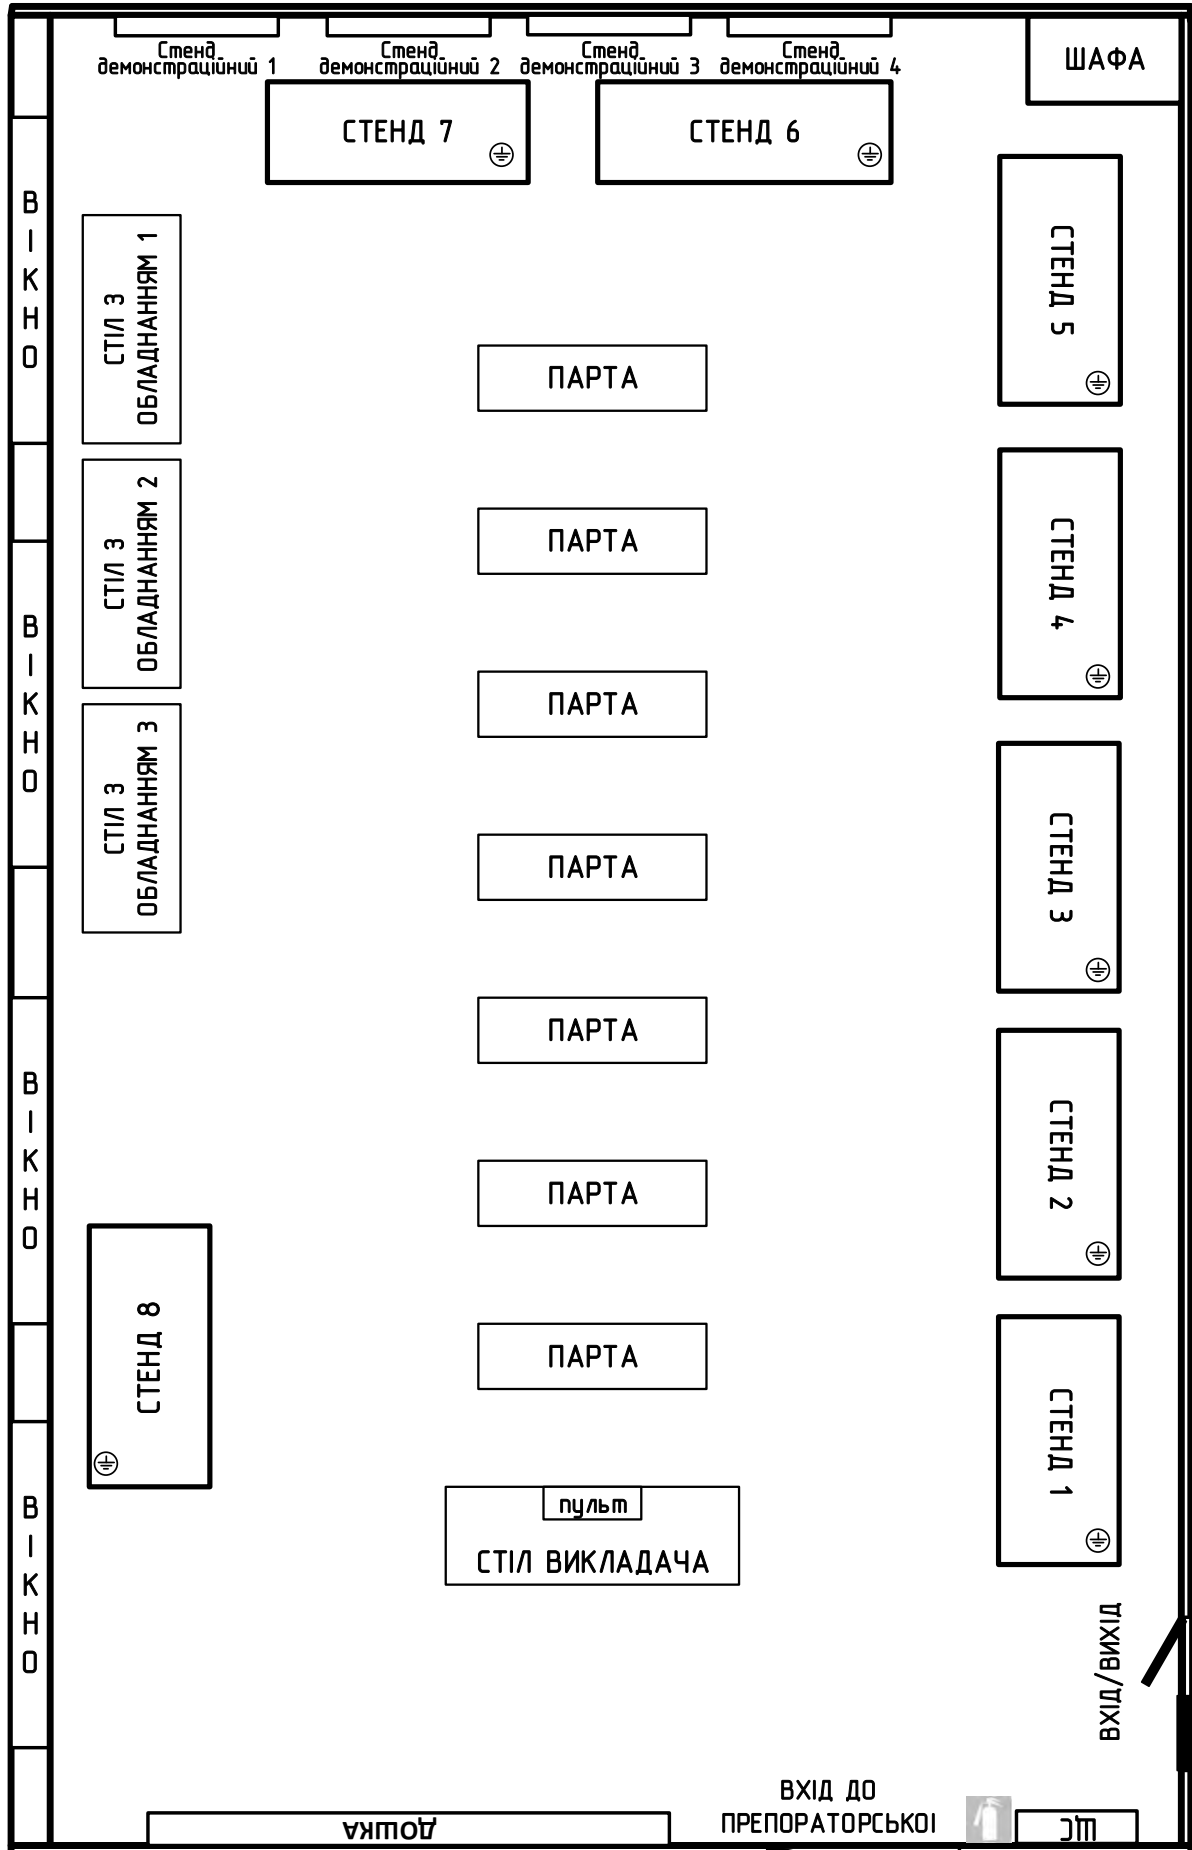 Стенд
демонстраційний 1
Стенд
демонстраційний 2
Стенд
демонстраційний 3
Стенд
демонстраційний 4
ШАФА
СТЕНД 7
СТЕНД 6
ВІКНО
СТІЛ З
ОБЛАДНАННЯМ 1
СТЕНД 5
ПАРТА
СТІЛ З
ОБЛАДНАННЯМ 2
СТЕНД 4
ПАРТА
ВІКНО
СТІЛ З
ОБЛАДНАННЯМ 3
ПАРТА
СТЕНД 3
ПАРТА
ПАРТА
ВІКНО
СТЕНД 2
ПАРТА
СТЕНД 8
ПАРТА
СТЕНД 1
ВІКНО
пульт
СТІЛ ВИКЛАДАЧА
ВХІД/ВИХІД
ВХІД ДО
ПРЕПОРАТОРСЬКОІ
ДОШКА
ЩС